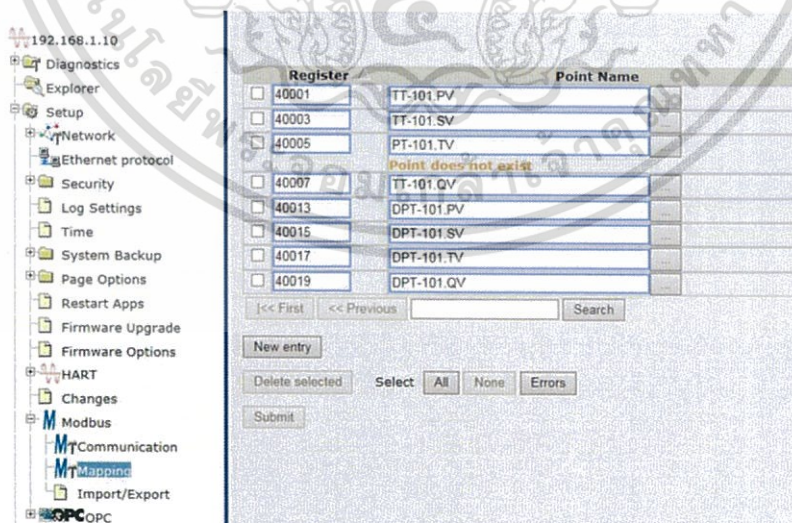 192.168.1.10
Diagnostics
Explorer
Setup
Network
Ethernet protocol
Security
Log Settings
Time
System Backup
Page Options
Restart Apps
Firmware Upgrade
Firmware Options
HART
Changes
M Modbus
Communication
Mapping
Import/Export
OPC OPC
Register Point Name
40001 TT-101.PV ...
40003 TT-101.SV ...
40005 PT-101.TV ...
Point does not exist
40007 TT-101.QV ...
40013 DPT-101.PV ...
40015 DPT-101.SV ...
40017 DPT-101.TV ...
40019 DPT-101.QV ...
|<< First << Previous Search
New entry
Delete selected Select All None Errors
Submit